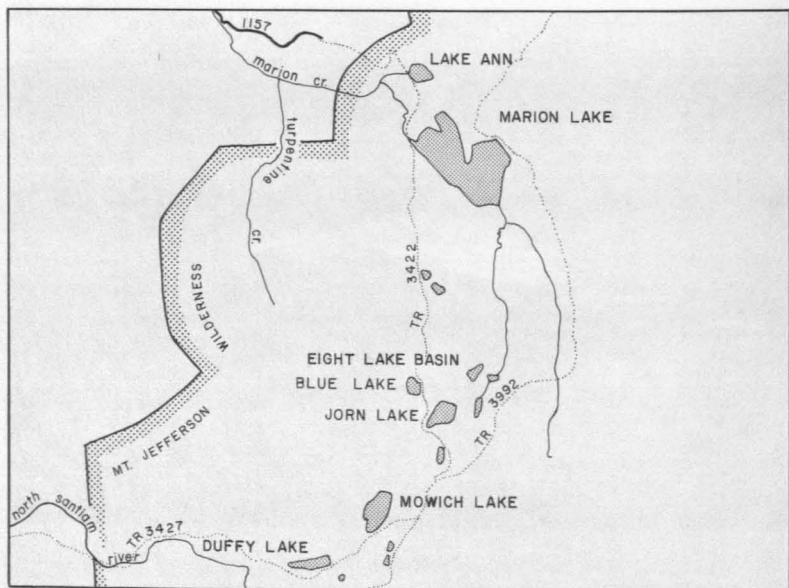 1157
LAKE ANN
marion cr.
MARION LAKE
turpentine
cr.
3422
TR
WILDERNESS
EIGHT LAKE BASIN
BLUE LAKE
3992
JORN LAKE
TR
MT. JEFFERSON
MOWICH LAKE
north santiam
TR 3427
DUFFY LAKE
river